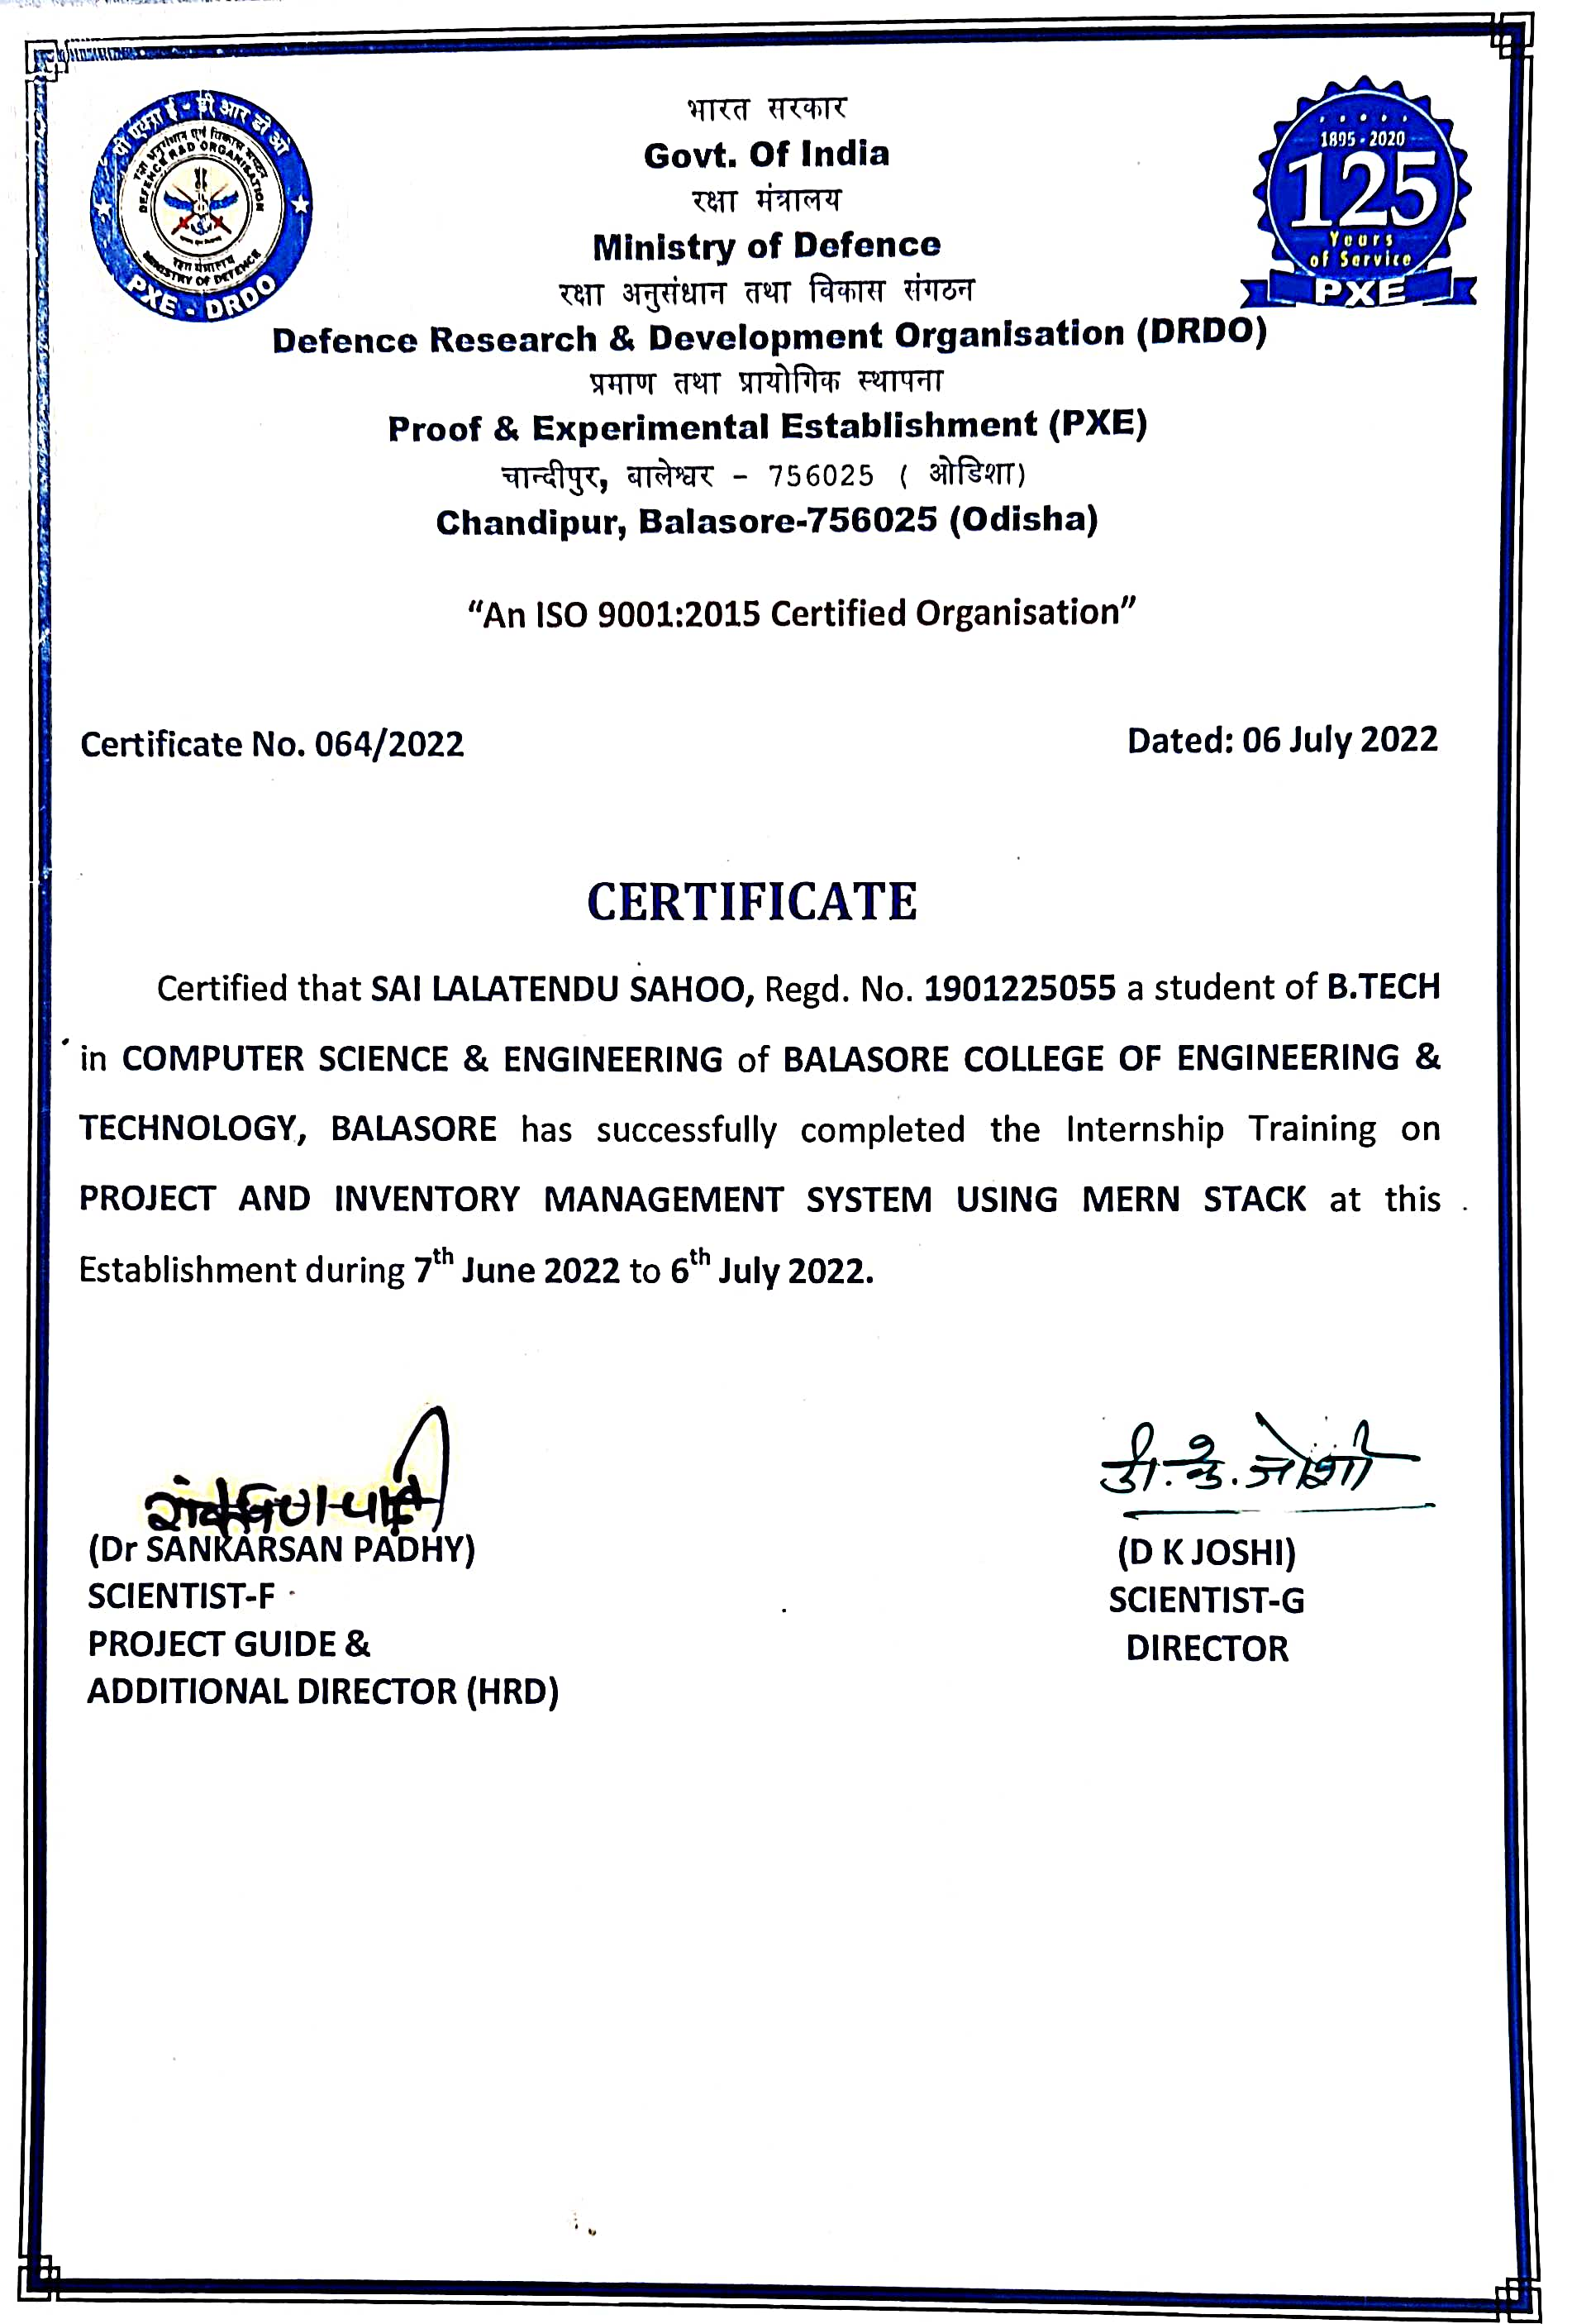 पी एक्स ई - डी आर डी ओ
DEFENCE R&D ORGANISATION
रक्षा मंत्रालय
MINISTRY OF DEFENCE
PXE - DRDO
भारत सरकार
Govt. Of India
रक्षा मंत्रालय
Ministry of Defence
रक्षा अनुसंधान तथा विकास संगठन
Defence Research & Development Organisation (DRDO)
प्रमाण तथा प्रायोगिक स्थापना
Proof & Experimental Establishment (PXE)
चान्दीपुर, बालेश्वर - 756025 ( ओडिशा)
Chandipur, Balasore-756025 (Odisha)
1895 - 2020
125
Years
of Service
PXE
“An ISO 9001:2015 Certified Organisation”
Certificate No. 064/2022
Dated: 06 July 2022
CERTIFICATE
Certified that SAI LALATENDU SAHOO, Regd. No. 1901225055 a student of B.TECH
in COMPUTER SCIENCE & ENGINEERING of BALASORE COLLEGE OF ENGINEERING &
TECHNOLOGY, BALASORE has successfully completed the Internship Training on
PROJECT AND INVENTORY MANAGEMENT SYSTEM USING MERN STACK at this
Establishment during 7th June 2022 to 6th July 2022.
(Dr SANKARSAN PADHY)
SCIENTIST-F
PROJECT GUIDE &
ADDITIONAL DIRECTOR (HRD)
डी. के. जोशी
(D K JOSHI)
SCIENTIST-G
DIRECTOR